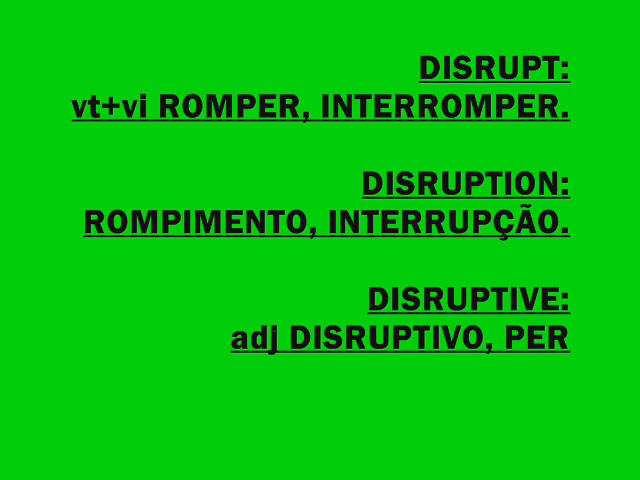 DISRUPT:
vt+vi ROMPER, INTERROMPER.
DISRUPTION:
ROMPIMENTO, INTERRUPÇÃO.
DISRUPTIVE:
adj DISRUPTIVO, PER